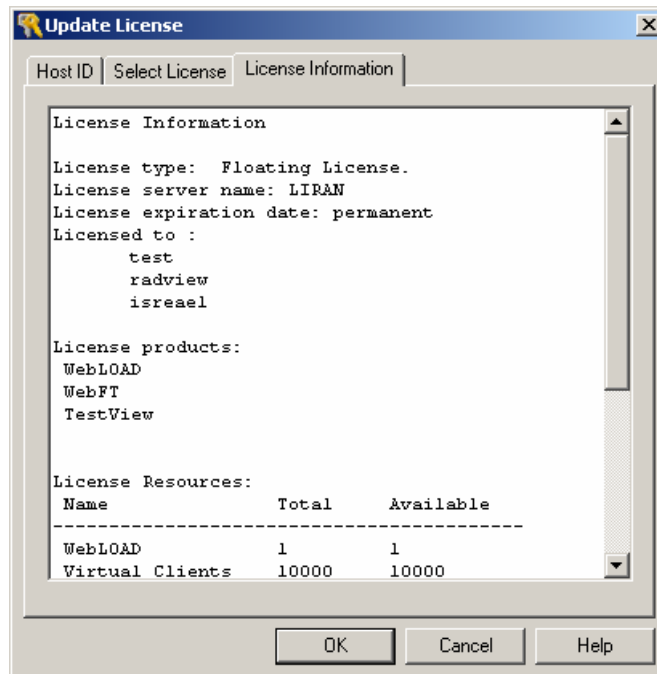 Update License
Host ID Select License License Information
License Information
License type:  Floating License.
License server name: LIRAN
License expiration date: permanent
Licensed to :
test
radview
isreael
License products:
WebLOAD
WebFT
TestView
License Resources:
Name Total Available
-------------------------------------------
WebLOAD 1 1
Virtual Clients 10000 10000
OK Cancel Help